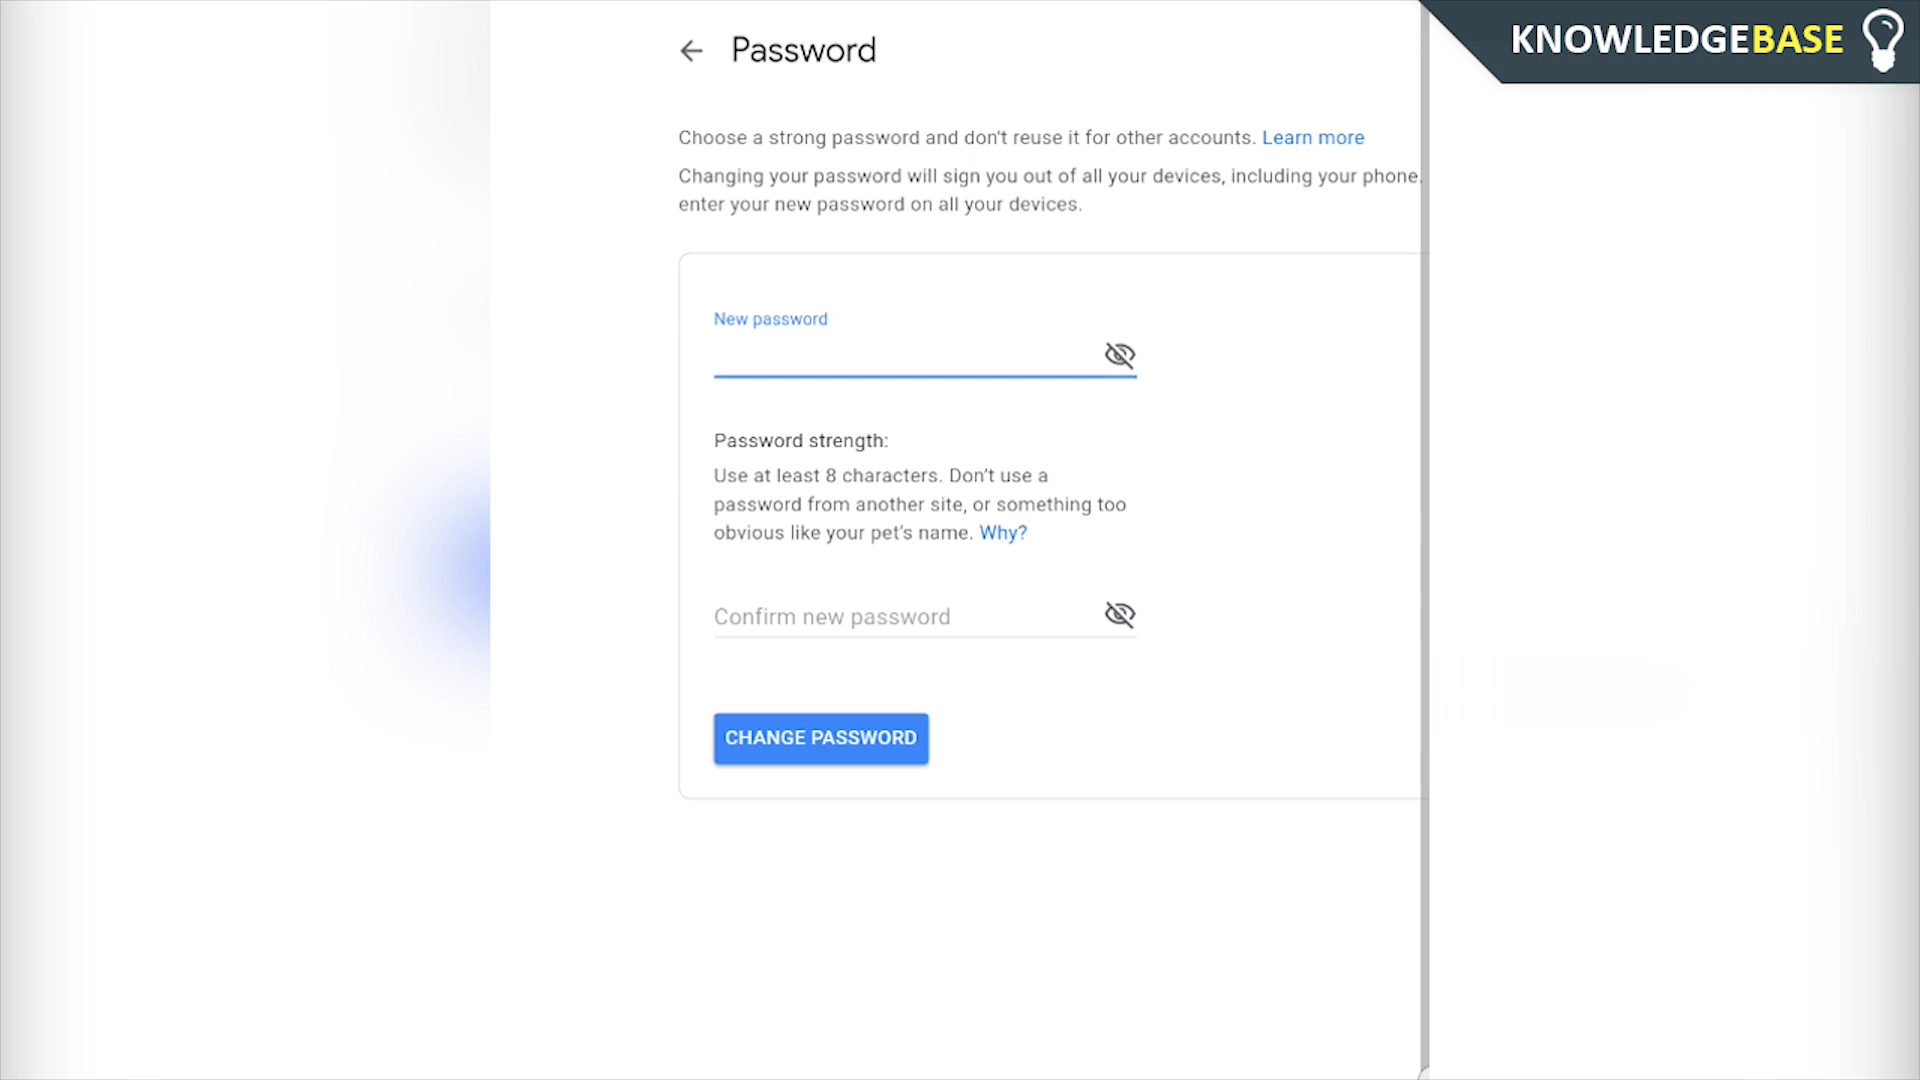 KNOWLEDGEBASE
Password
Choose a strong password and don't reuse it for other accounts. Learn more
Changing your password will sign you out of all your devices, including your phone.
enter your new password on all your devices.
New password
Password strength:
Use at least 8 characters. Don’t use a
password from another site, or something too
obvious like your pet’s name. Why?
Confirm new password
CHANGE PASSWORD